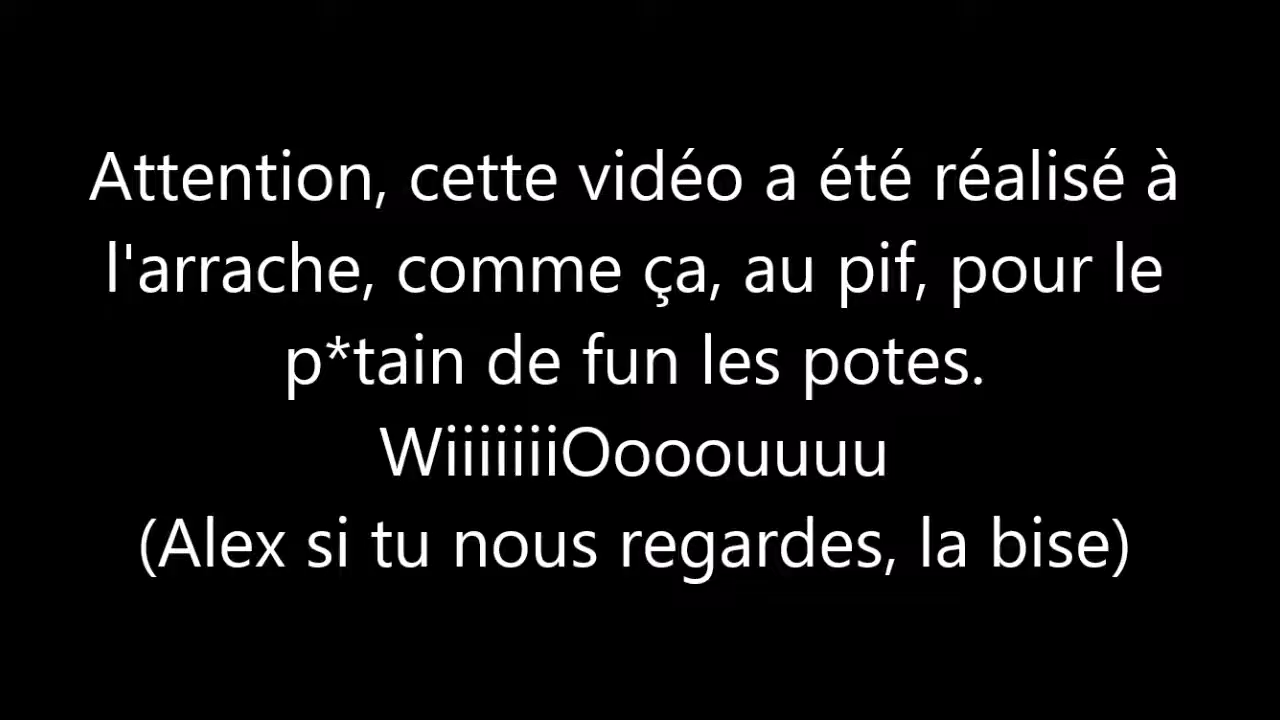 Attention, cette vidéo a été réalisé à
l'arrache, comme ça, au pif, pour le
p*tain de fun les potes.
WiiiiiiiOooouuuu
(Alex si tu nous regardes, la bise)